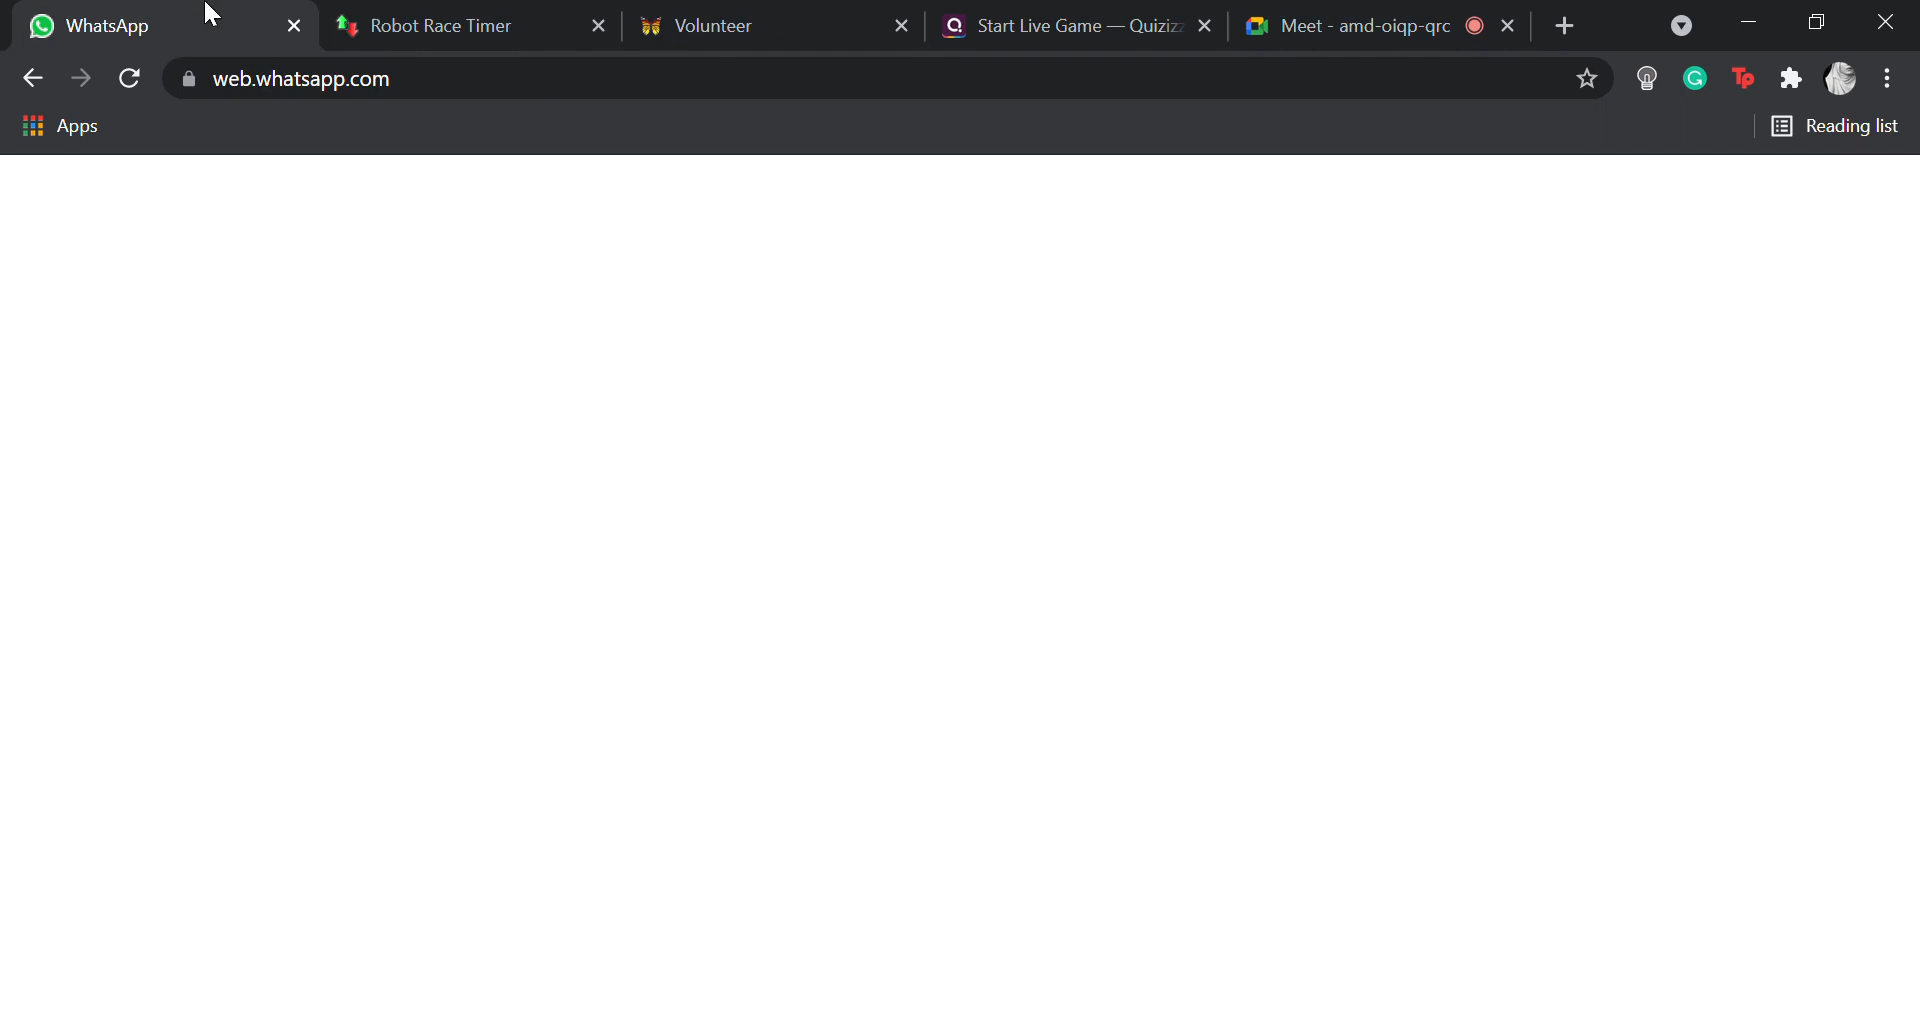 WhatsApp
Robot Race Timer
Volunteer
Start Live Game — Quiziz
Meet - amd-oiqp-qrc
web.whatsapp.com
G
Tp
Apps
Reading list